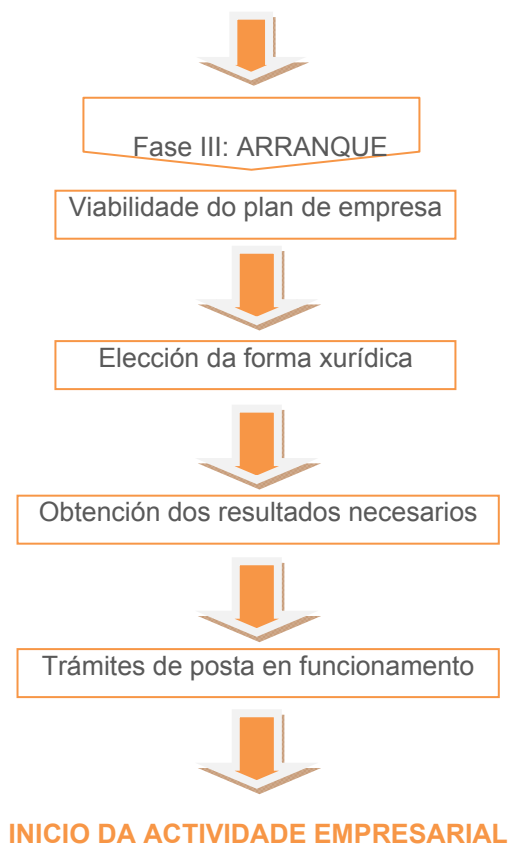 Fase III: ARRANQUE
Viabilidade do plan de empresa
Elección da forma xurídica
Obtención dos resultados necesarios
Trámites de posta en funcionamento
INICIO DA ACTIVIDADE EMPRESARIAL